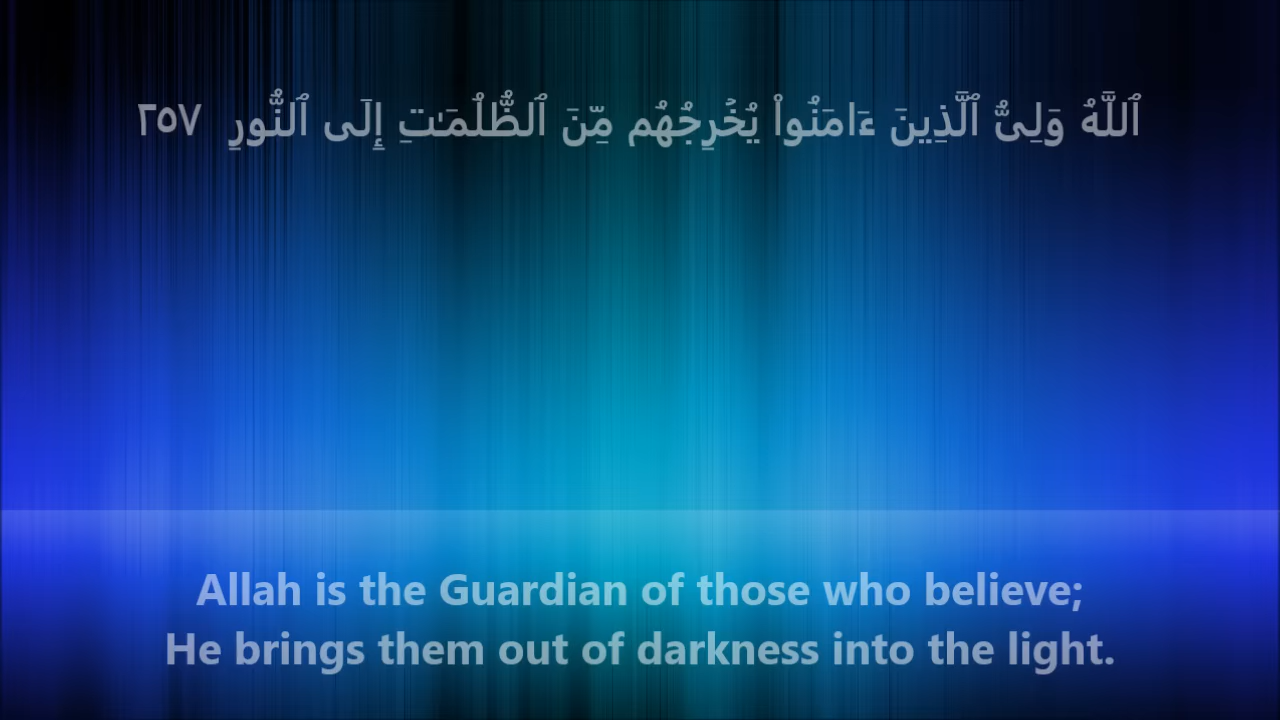 ٱللَّهُ وَلِىُّ ٱلَّذِينَ ءَامَنُوا۟ يُخْرِجُهُم مِّنَ ٱلظُّلُمَـٰتِ إِلَى ٱلنُّورِ ٢٥٧
Allah is the Guardian of those who believe;
He brings them out of darkness into the light.